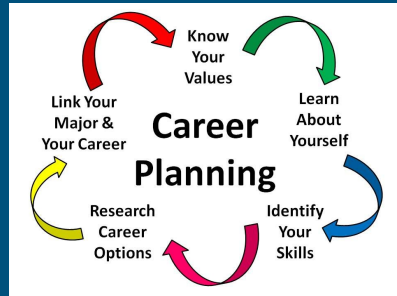 Know
Your
Values
Learn
About
Yourself
Identify
Your
Skills
Research
Career
Options
Link Your
Major &
Your Career
Career
Planning